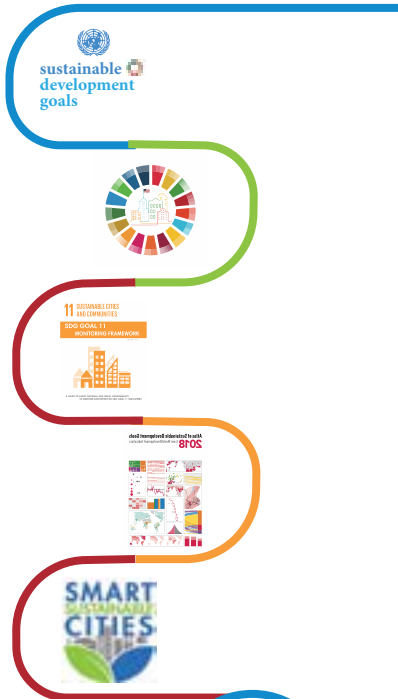 sustainable
development
goals
11 SUSTAINABLE CITIES
AND COMMUNITIES
SDG GOAL 11
MONITORING FRAMEWORK
Atlas of Sustainable Development Goals
2018
SMART
SUSTAINABLE
CITIES